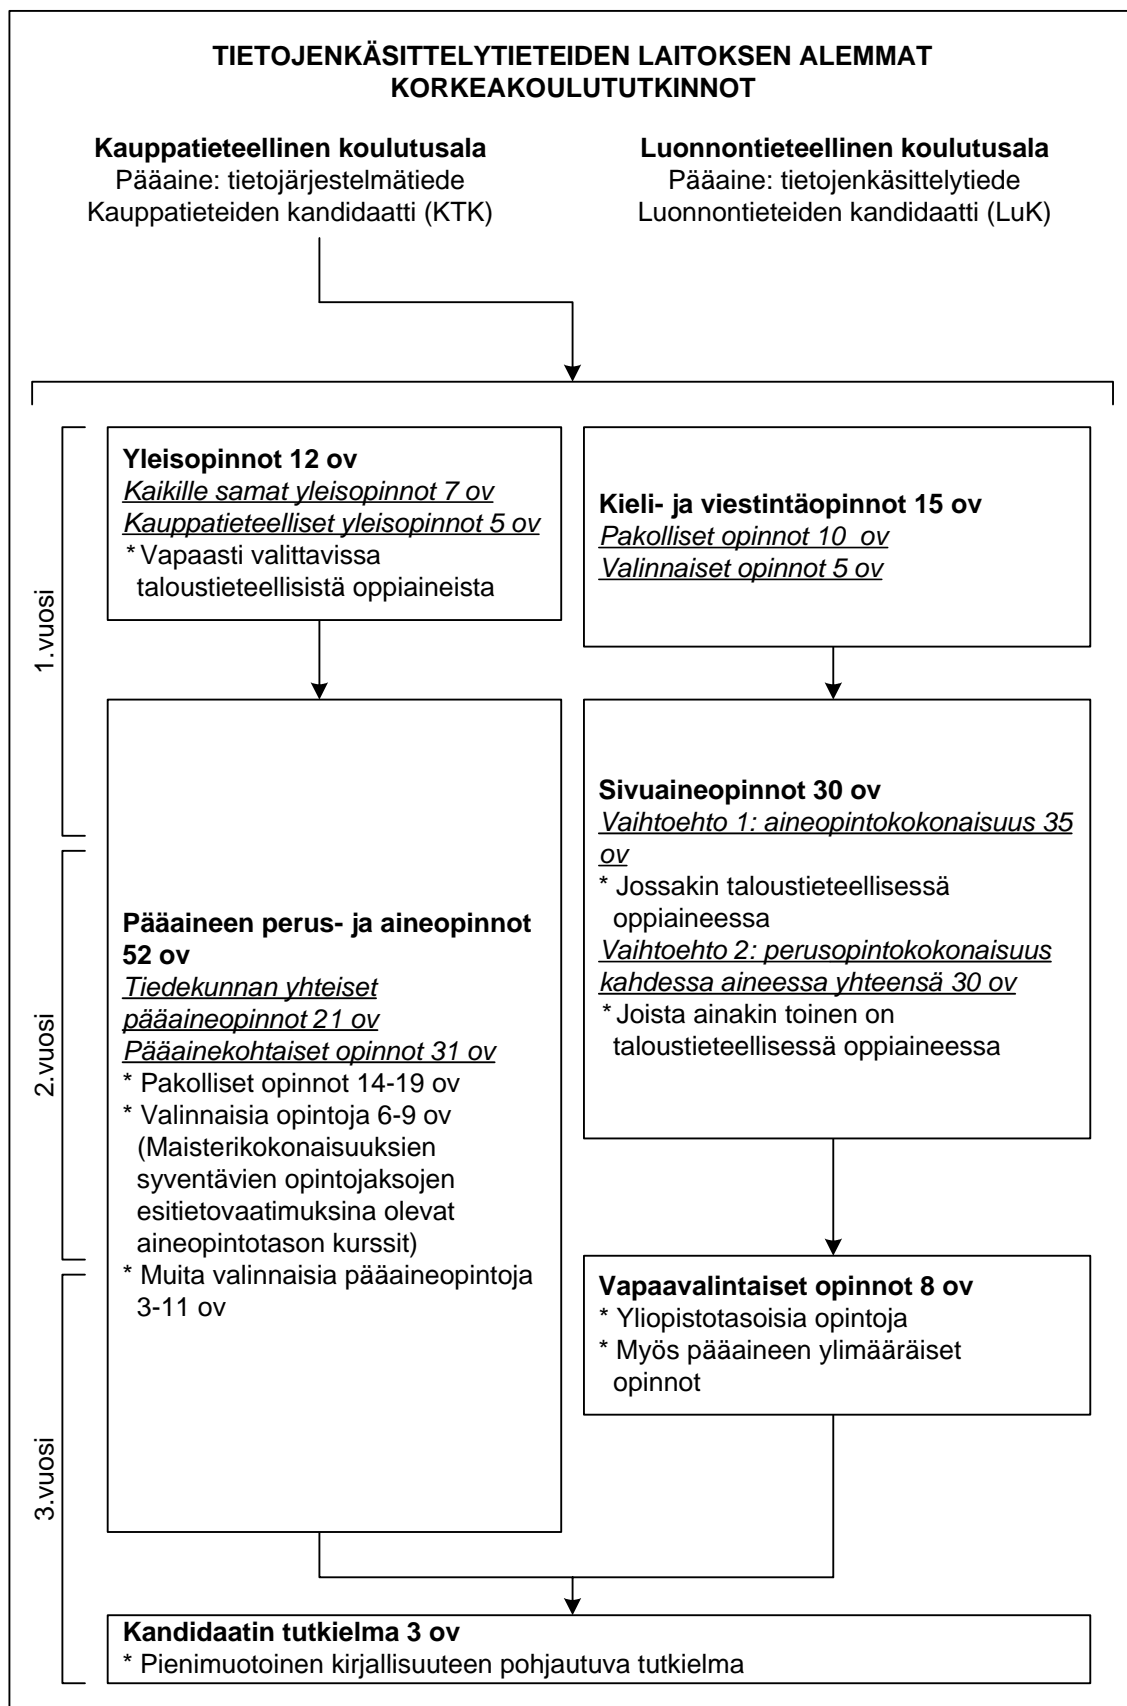 TIETOJENKÄSITTELYTIETEIDEN LAITOKSEN ALEMMAT
KORKEAKOULUTUTKINNOT
Kauppatieteellinen koulutusala
Pääaine: tietojärjestelmätiede
Kauppatieteiden kandidaatti (KTK)
Luonnontieteellinen koulutusala
Pääaine: tietojenkäsittelytiede
Luonnontieteiden kandidaatti (LuK)
1.vuosi
Yleisopinnot 12 ov
Kaikille samat yleisopinnot 7 ov
Kauppatieteelliset yleisopinnot 5 ov
* Vapaasti valittavissa
taloustieteellisistä oppiaineista
Kieli- ja viestintäopinnot 15 ov
Pakolliset opinnot 10 ov
Valinnaiset opinnot 5 ov
2.vuosi
Pääaineen perus- ja aineopinnot
52 ov
Tiedekunnan yhteiset
pääaineopinnot 21 ov
Pääainekohtaiset opinnot 31 ov
* Pakolliset opinnot 14-19 ov
* Valinnaisia opintoja 6-9 ov
(Maisterikokonaisuuksien
syventävien opintojaksojen
esitietovaatimuksina olevat
aineopintotason kurssit)
* Muita valinnaisia pääaineopintoja
3-11 ov
Sivuaineopinnot 30 ov
Vaihtoehto 1: aineopintokokonaisuus 35
ov
* Jossakin taloustieteellisessä
oppiaineessa
Vaihtoehto 2: perusopintokokonaisuus
kahdessa aineessa yhteensä 30 ov
* Joista ainakin toinen on
taloustieteellisessä oppiaineessa
3.vuosi
Vapaavalintaiset opinnot 8 ov
* Yliopistotasoisia opintoja
* Myös pääaineen ylimääräiset
opinnot
Kandidaatin tutkielma 3 ov
* Pienimuotoinen kirjallisuuteen pohjautuva tutkielma